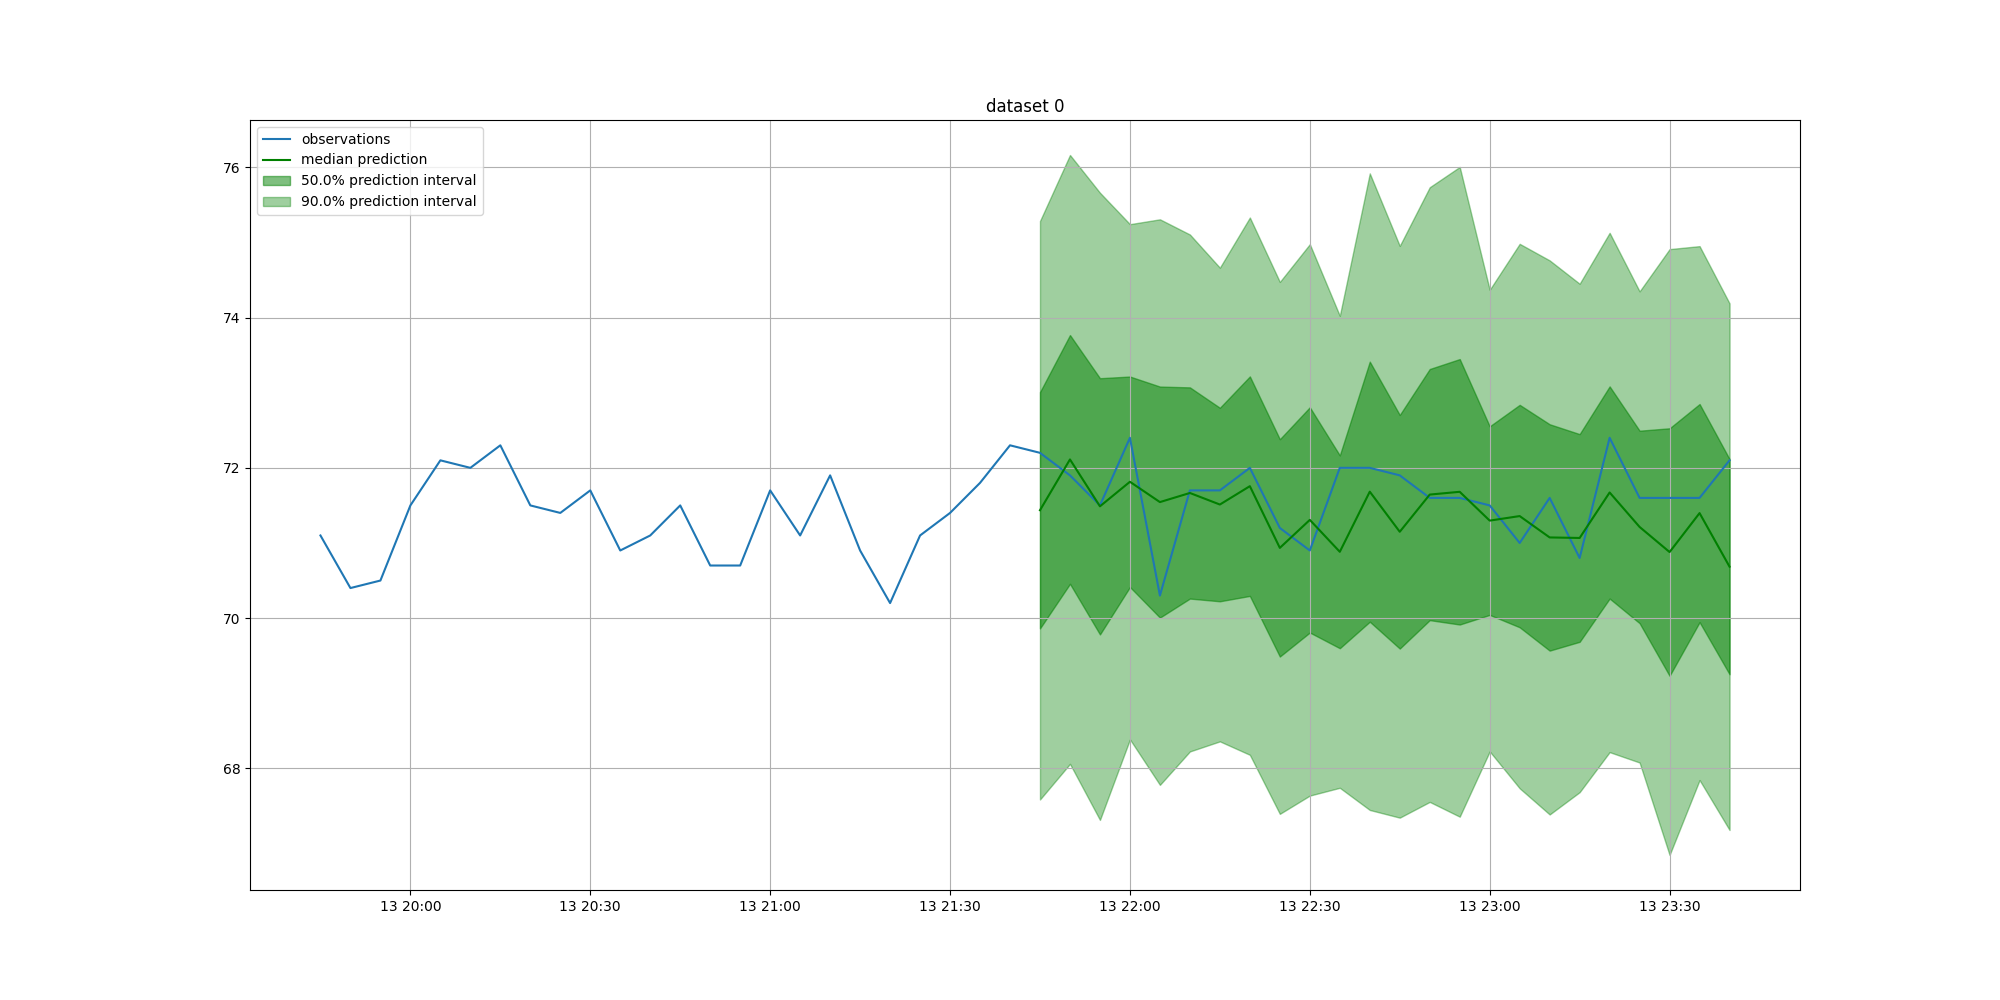 dataset 0
observations
median prediction
50.0% prediction interval
90.0% prediction interval
76
74
72
70
68
13 20:00
13 20:30
13 21:00
13 21:30
13 22:00
13 22:30
13 23:00
13 23:30